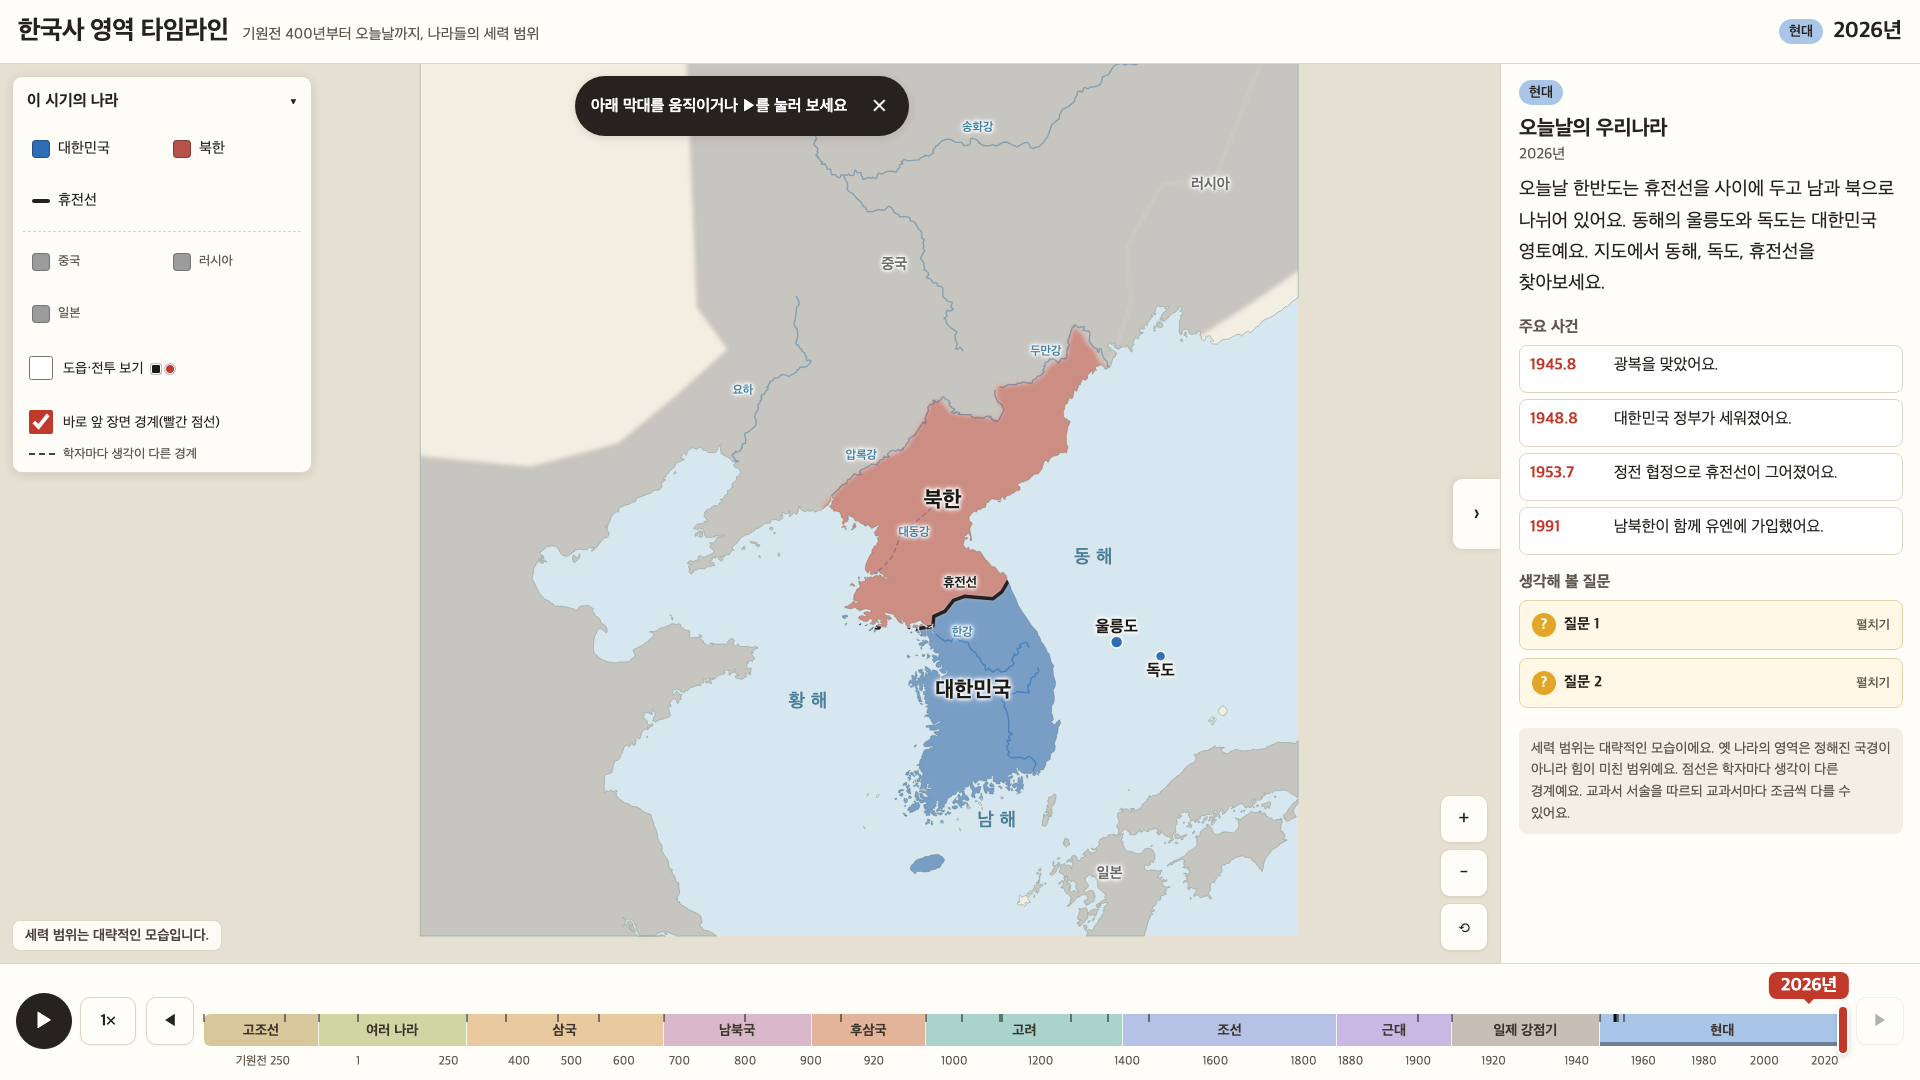 한국사 영역 타임라인
기원전 400년부터 오늘날까지, 나라들의 세력 범위
현대
2026년
이 시기의 나라
▼
대한민국
북한
휴전선
중국
러시아
일본
도읍·전투 보기
바로 앞 장면 경계(빨간 점선)
학자마다 생각이 다른 경계
세력 범위는 대략적인 모습입니다.
아래 막대를 움직이거나 ▶를 눌러 보세요 ✕
송화강
러시아
중국
두만강
요하
압록강
북한
대동강
동 해
휴전선
한강
울릉도
독도
대한민국
황 해
남 해
일본
›
+
−
⟲
현대
오늘날의 우리나라
2026년
오늘날 한반도는 휴전선을 사이에 두고 남과 북으로
나뉘어 있어요. 동해의 울릉도와 독도는 대한민국
영토예요. 지도에서 동해, 독도, 휴전선을
찾아보세요.
주요 사건
1945.8 광복을 맞았어요.
1948.8 대한민국 정부가 세워졌어요.
1953.7 정전 협정으로 휴전선이 그어졌어요.
1991 남북한이 함께 유엔에 가입했어요.
생각해 볼 질문
? 질문 1 펼치기
? 질문 2 펼치기
세력 범위는 대략적인 모습이에요. 옛 나라의 영역은 정해진 국경이
아니라 힘이 미친 범위예요. 점선은 학자마다 생각이 다른
경계예요. 교과서 서술을 따르되 교과서마다 조금씩 다를 수
있어요.
2026년
▶ 1× ◀
고조선 여러 나라 삼국 남북국 후삼국 고려 조선 근대 일제 강점기 현대
▶
기원전 250 1 250 400 500 600 700 800 900 920 1000 1200 1400 1600 1800 1880 1900 1920 1940 1960 1980 2000 2020